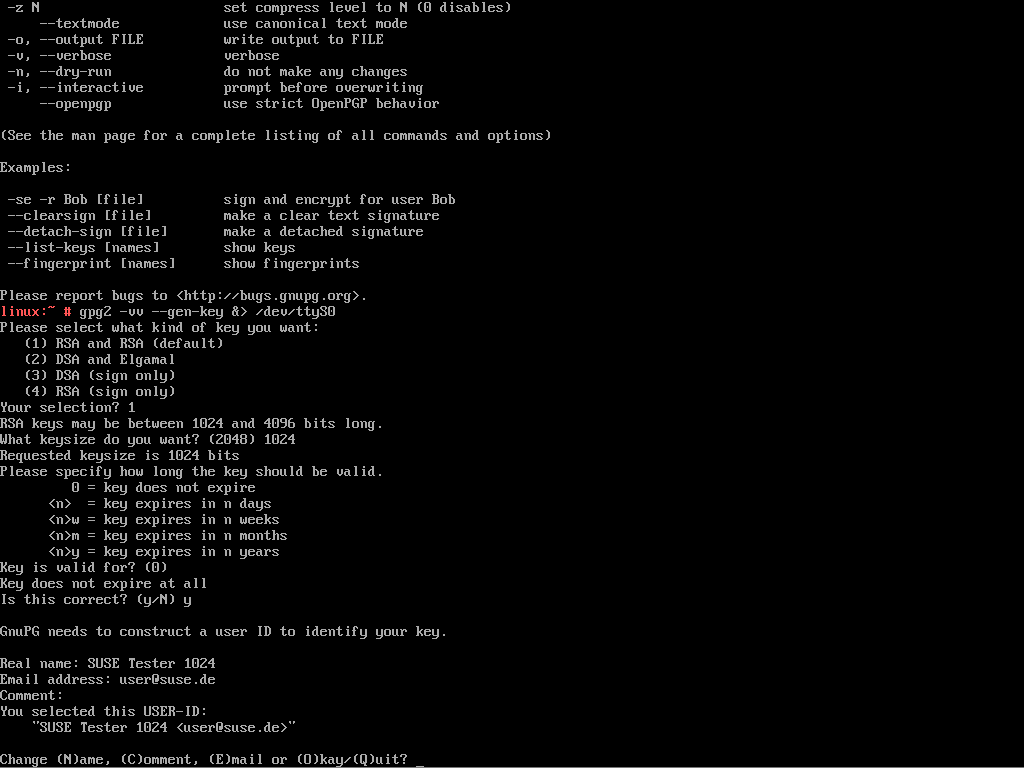 -z N                       set compress level to N (0 disables)
     --textmode             use canonical text mode
 -o, --output FILE          write output to FILE
 -v, --verbose              verbose
 -n, --dry-run              do not make any changes
 -i, --interactive          prompt before overwriting
     --openpgp              use strict OpenPGP behavior

(See the man page for a complete listing of all commands and options)

Examples:

 -se -r Bob [file]          sign and encrypt for user Bob
 --clearsign [file]         make a clear text signature
 --detach-sign [file]       make a detached signature
 --list-keys [names]        show keys
 --fingerprint [names]      show fingerprints

Please report bugs to <http://bugs.gnupg.org>.
linux:~ # gpg2 -vv --gen-key &> /dev/ttyS0
Please select what kind of key you want:
   (1) RSA and RSA (default)
   (2) DSA and Elgamal
   (3) DSA (sign only)
   (4) RSA (sign only)
Your selection? 1
RSA keys may be between 1024 and 4096 bits long.
What keysize do you want? (2048) 1024
Requested keysize is 1024 bits
Please specify how long the key should be valid.
         0 = key does not expire
      <n>  = key expires in n days
      <n>w = key expires in n weeks
      <n>m = key expires in n months
      <n>y = key expires in n years
Key is valid for? (0)
Key does not expire at all
Is this correct? (y/N) y

GnuPG needs to construct a user ID to identify your key.

Real name: SUSE Tester 1024
Email address: user@suse.de
Comment:
You selected this USER-ID:
    "SUSE Tester 1024 <user@suse.de>"

Change (N)ame, (C)omment, (E)mail or (O)kay/(Q)uit? _